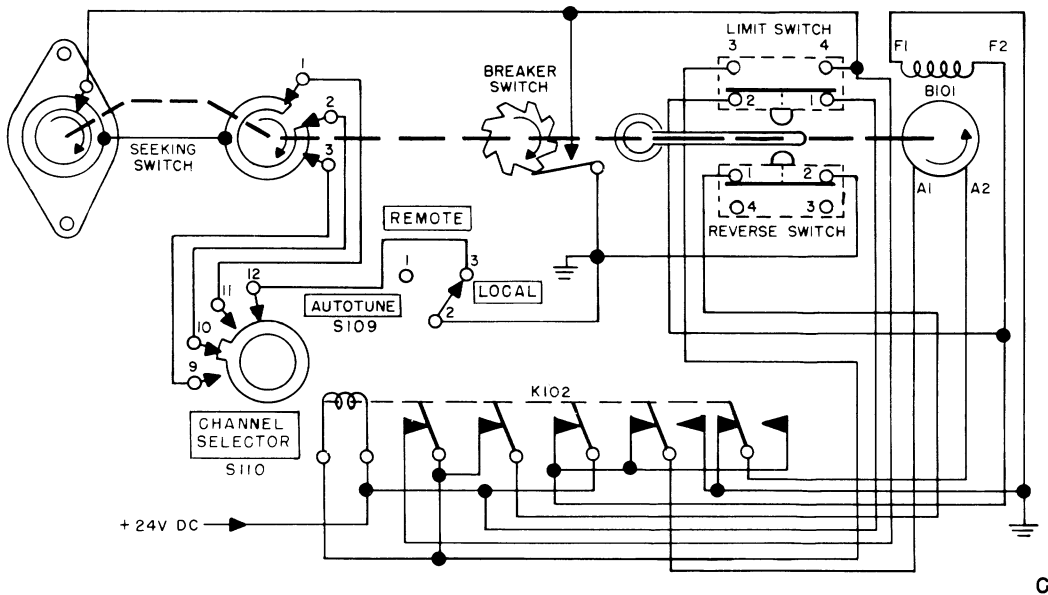 LIMIT SWITCH
3 4
F1 F2
B101
BREAKER
SWITCH
1
2
3
2 1
SEEKING
SWITCH
1 2
4 3
A1 A2
REVERSE SWITCH
REMOTE
12
11
10
9
1
3
LOCAL
2
AUTOTUNE
S109
K102
CHANNEL
SELECTOR
S110
+ 24V DC
C